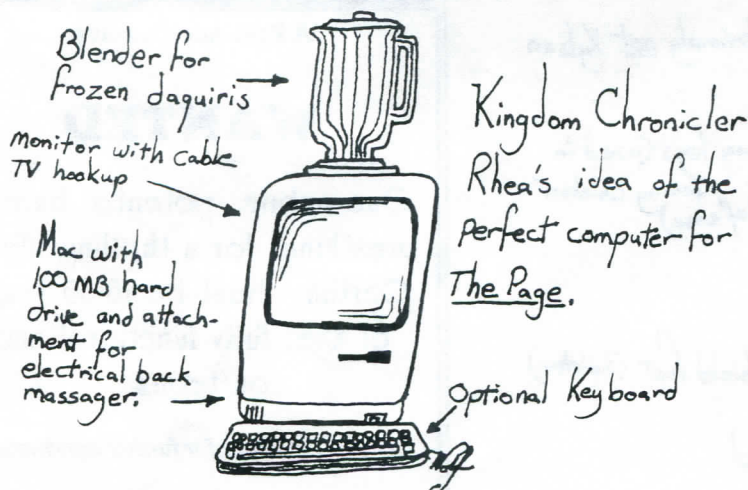 Blender for
frozen daquiris
monitor with cable
TV hookup
Mac with
100 MB hard
drive and attach-
ment for
electrical back
massager.
Kingdom Chronicler
Rhea's idea of the
perfect computer for
The Page.
Optional Keyboard